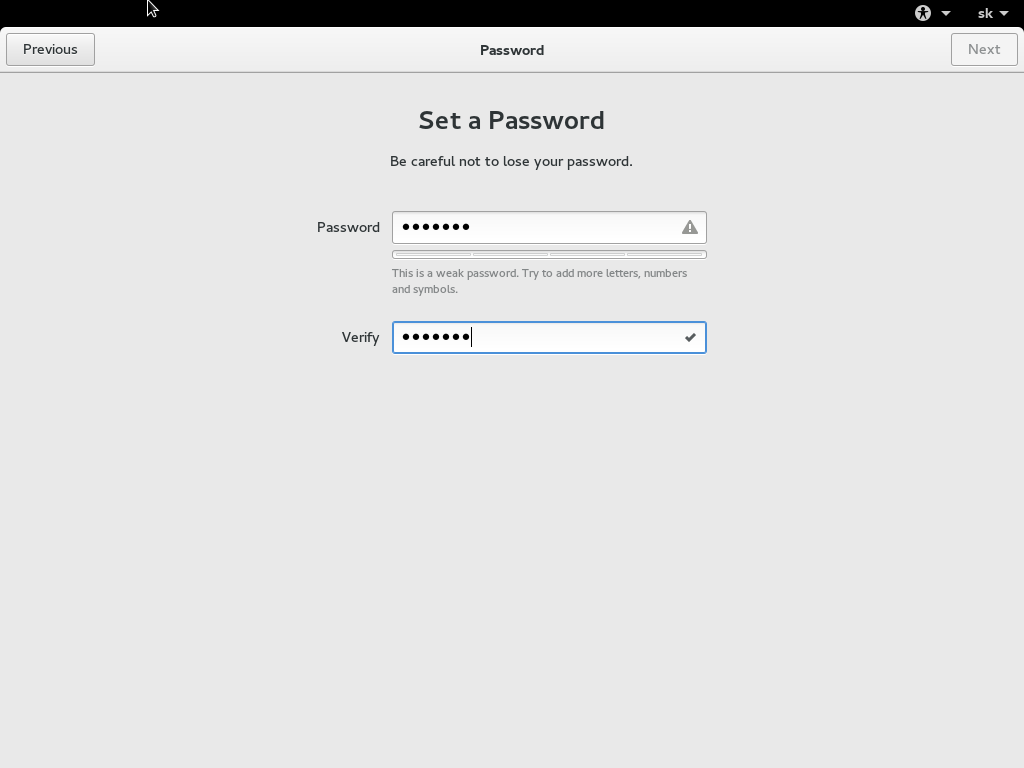 sk
Previous
Password
Next
Set a Password
Be careful not to lose your password.
Password
●●●●●●●
This is a weak password. Try to add more letters, numbers
and symbols.
Verify
●●●●●●●